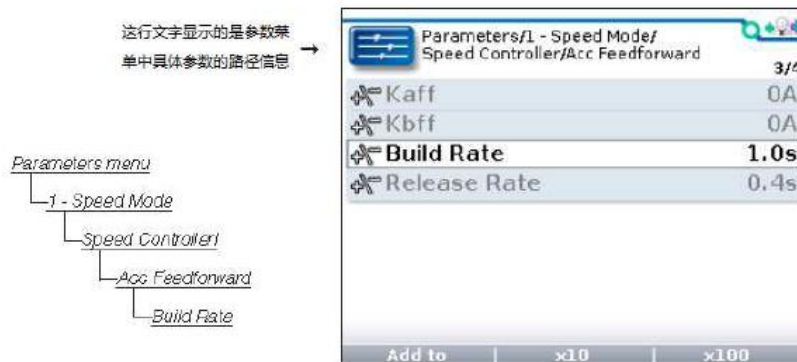 这行文字显示的是参数菜
单中具体参数的路径信息
→
Parameters menu
1 - Speed Mode
Speed Controllerl
Acc Feedforward
Build Rate
Parameters/1 - Speed Mode/
Speed Controller/Acc Feedforward
3/4
Kaff 0A
Kbff 0A
Build Rate 1.0s
Release Rate 0.4s
Add to | x10 | x100